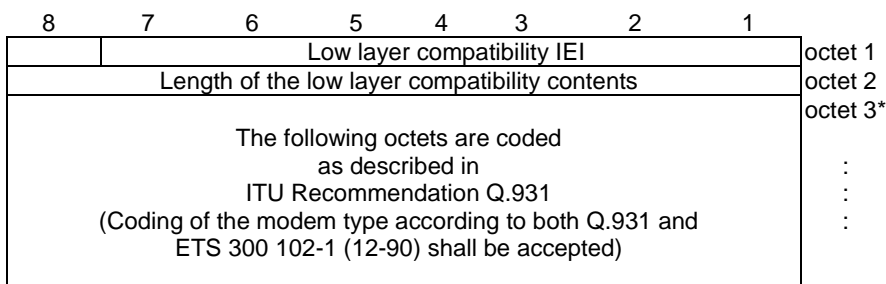 8 7 6 5 4 3 2 1
Low layer compatibility IEI octet 1
Length of the low layer compatibility contents octet 2
octet 3*
The following octets are coded
as described in :
ITU Recommendation Q.931 :
(Coding of the modem type according to both Q.931 and :
ETS 300 102-1 (12-90) shall be accepted)